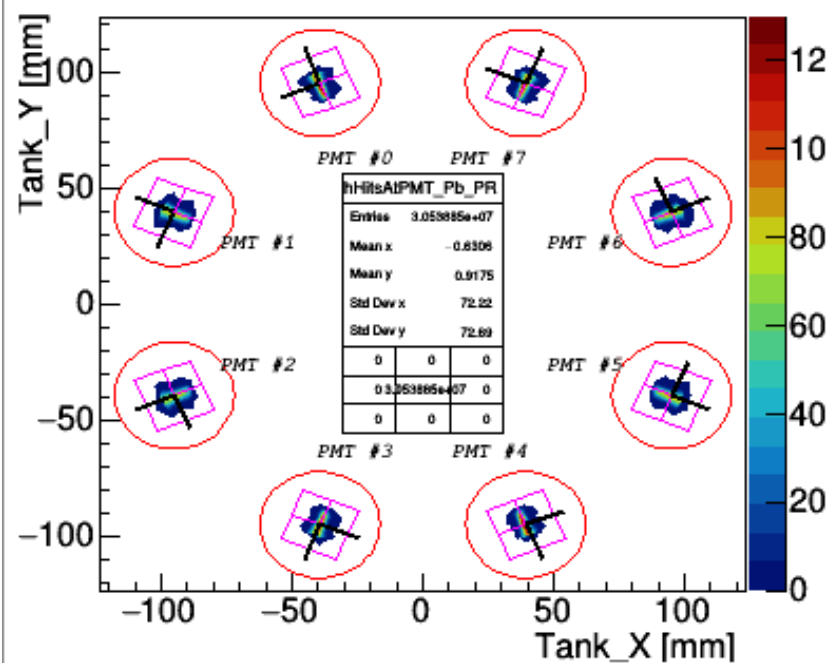 Tank_Y [mm]
100
50
0
−50
−100
PMT #0
PMT #7
PMT #1
PMT #6
PMT #2
PMT #5
PMT #3
PMT #4
hHitsAtPMT_Pb_PR
Entries 3.053885e+07
Mean x −0.6306
Mean y 0.9175
Std Dev x 72.22
Std Dev y 72.69
0 0 0
0 3.053885e+07 0
0 0 0
12
10
80
60
40
20
0
−100 −50 0 50 100
Tank_X [mm]